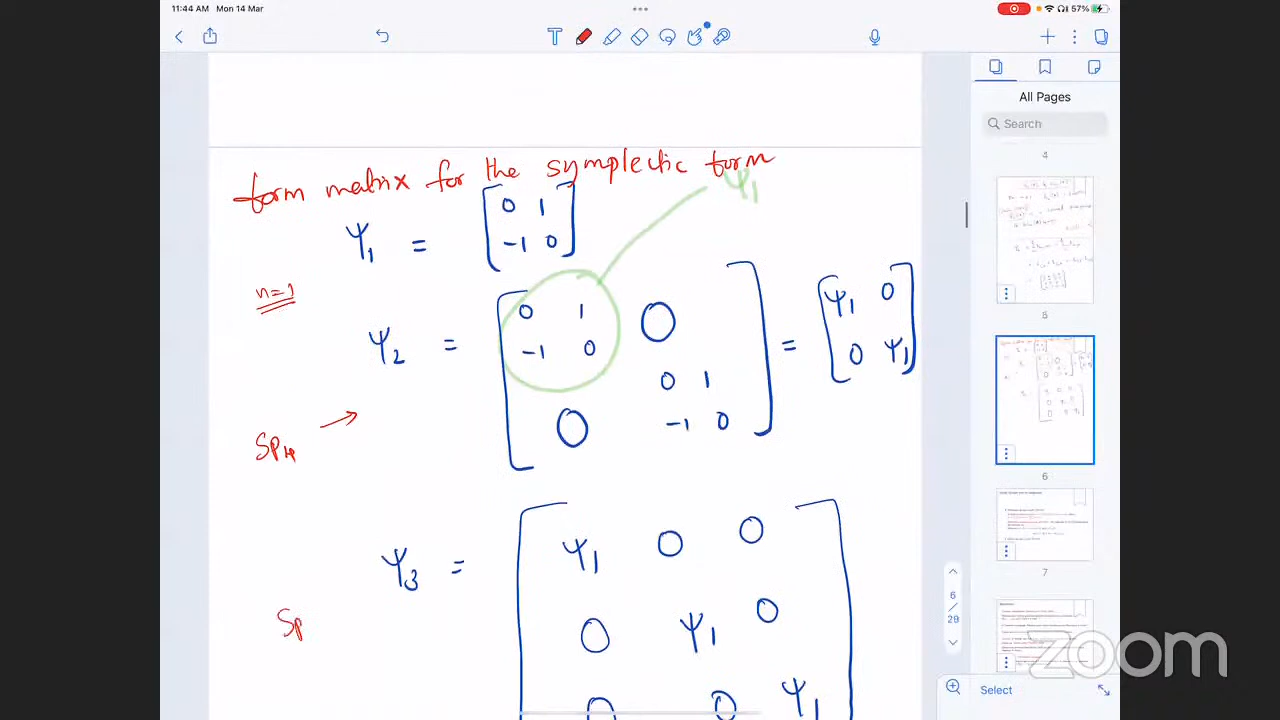 11:44 AM Mon 14 Mar
57%
T
All Pages
Search
4
form matrix for the symplectic form
ψ₁
ψ₁ = [0 1
-1 0]
n=1
ψ₂ = [0 1 0
-1 0
0 1
0 -1 0] = [ψ₁ 0
0 ψ₁]
Sp₄ →
ψ₃ = [ψ₁ 0 0
0 ψ₁ 0
0 0 ψ₁
Sp
5
6
7
6
/
29
Select
zoom